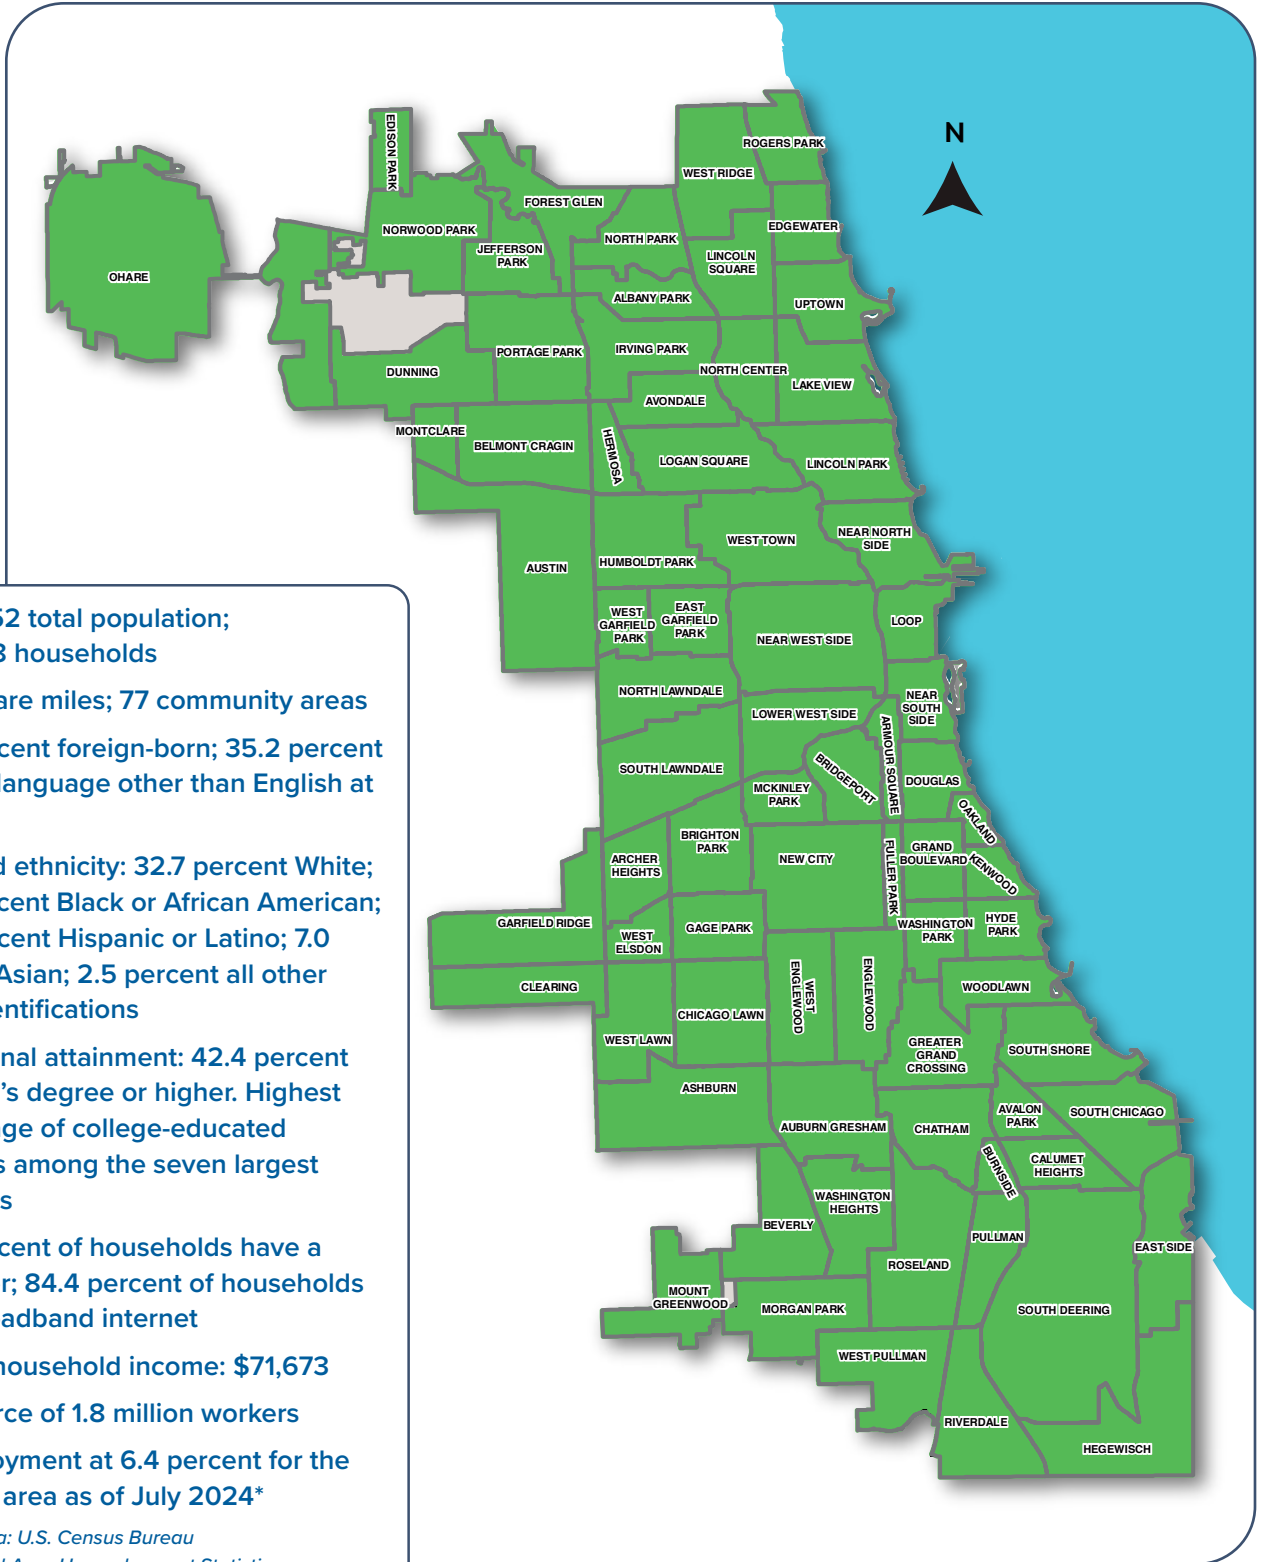 N
ROGERS PARK
EDISON PARK
WEST RIDGE
FOREST GLEN
EDGEWATER
NORWOOD PARK
NORTH PARK
JEFFERSON
PARK
LINCOLN
SQUARE
OHARE
ALBANY PARK
UPTOWN
IRVING PARK
PORTAGE PARK
NORTH CENTER
DUNNING
LAKE VIEW
AVONDALE
MONTCLARE
BELMONT CRAGIN
HERMOSA
LOGAN SQUARE
LINCOLN PARK
NEAR NORTH
SIDE
WEST TOWN
HUMBOLDT PARK
AUSTIN
WEST
GARFIELD
PARK
EAST
GARFIELD
PARK
LOOP
NEAR WEST SIDE
NORTH LAWNDALE
NEAR
SOUTH
SIDE
LOWER WEST SIDE
ARMOUR SQUARE
SOUTH LAWNDALE
BRIDGEPORT
DOUGLAS
MCKINLEY
PARK
OAKLAND
BRIGHTON
PARK
ARCHER
HEIGHTS
NEW CITY
FULLER PARK
GRAND
BOULEVARD
KENWOOD
GARFIELD RIDGE
WEST
ELSDON
GAGE PARK
WASHINGTON
PARK
HYDE
PARK
CLEARING
WEST
ENGLEWOOD
ENGLEWOOD
WOODLAWN
CHICAGO LAWN
WEST LAWN
GREATER
GRAND
CROSSING
SOUTH SHORE
ASHBURN
AVALON
PARK
SOUTH CHICAGO
AUBURN GRESHAM
CHATHAM
BURNSIDE
CALUMET
HEIGHTS
WASHINGTON
HEIGHTS
BEVERLY
PULLMAN
EAST SIDE
ROSELAND
MOUNT
GREENWOOD
MORGAN PARK
SOUTH DEERING
WEST PULLMAN
RIVERDALE
HEGEWISCH
52 total population;
households
are miles; 77 community areas
cent foreign-born; 35.2 percent
language other than English at
d ethnicity: 32.7 percent White;
cent Black or African American;
cent Hispanic or Latino; 7.0
Asian; 2.5 percent all other
entifications
nal attainment: 42.4 percent
's degree or higher. Highest
ge of college-educated
s among the seven largest
s
cent of households have a
r; 84.4 percent of households
adband internet
household income: $71,673
rce of 1.8 million workers
oyment at 6.4 percent for the
area as of July 2024*
a: U.S. Census Bureau